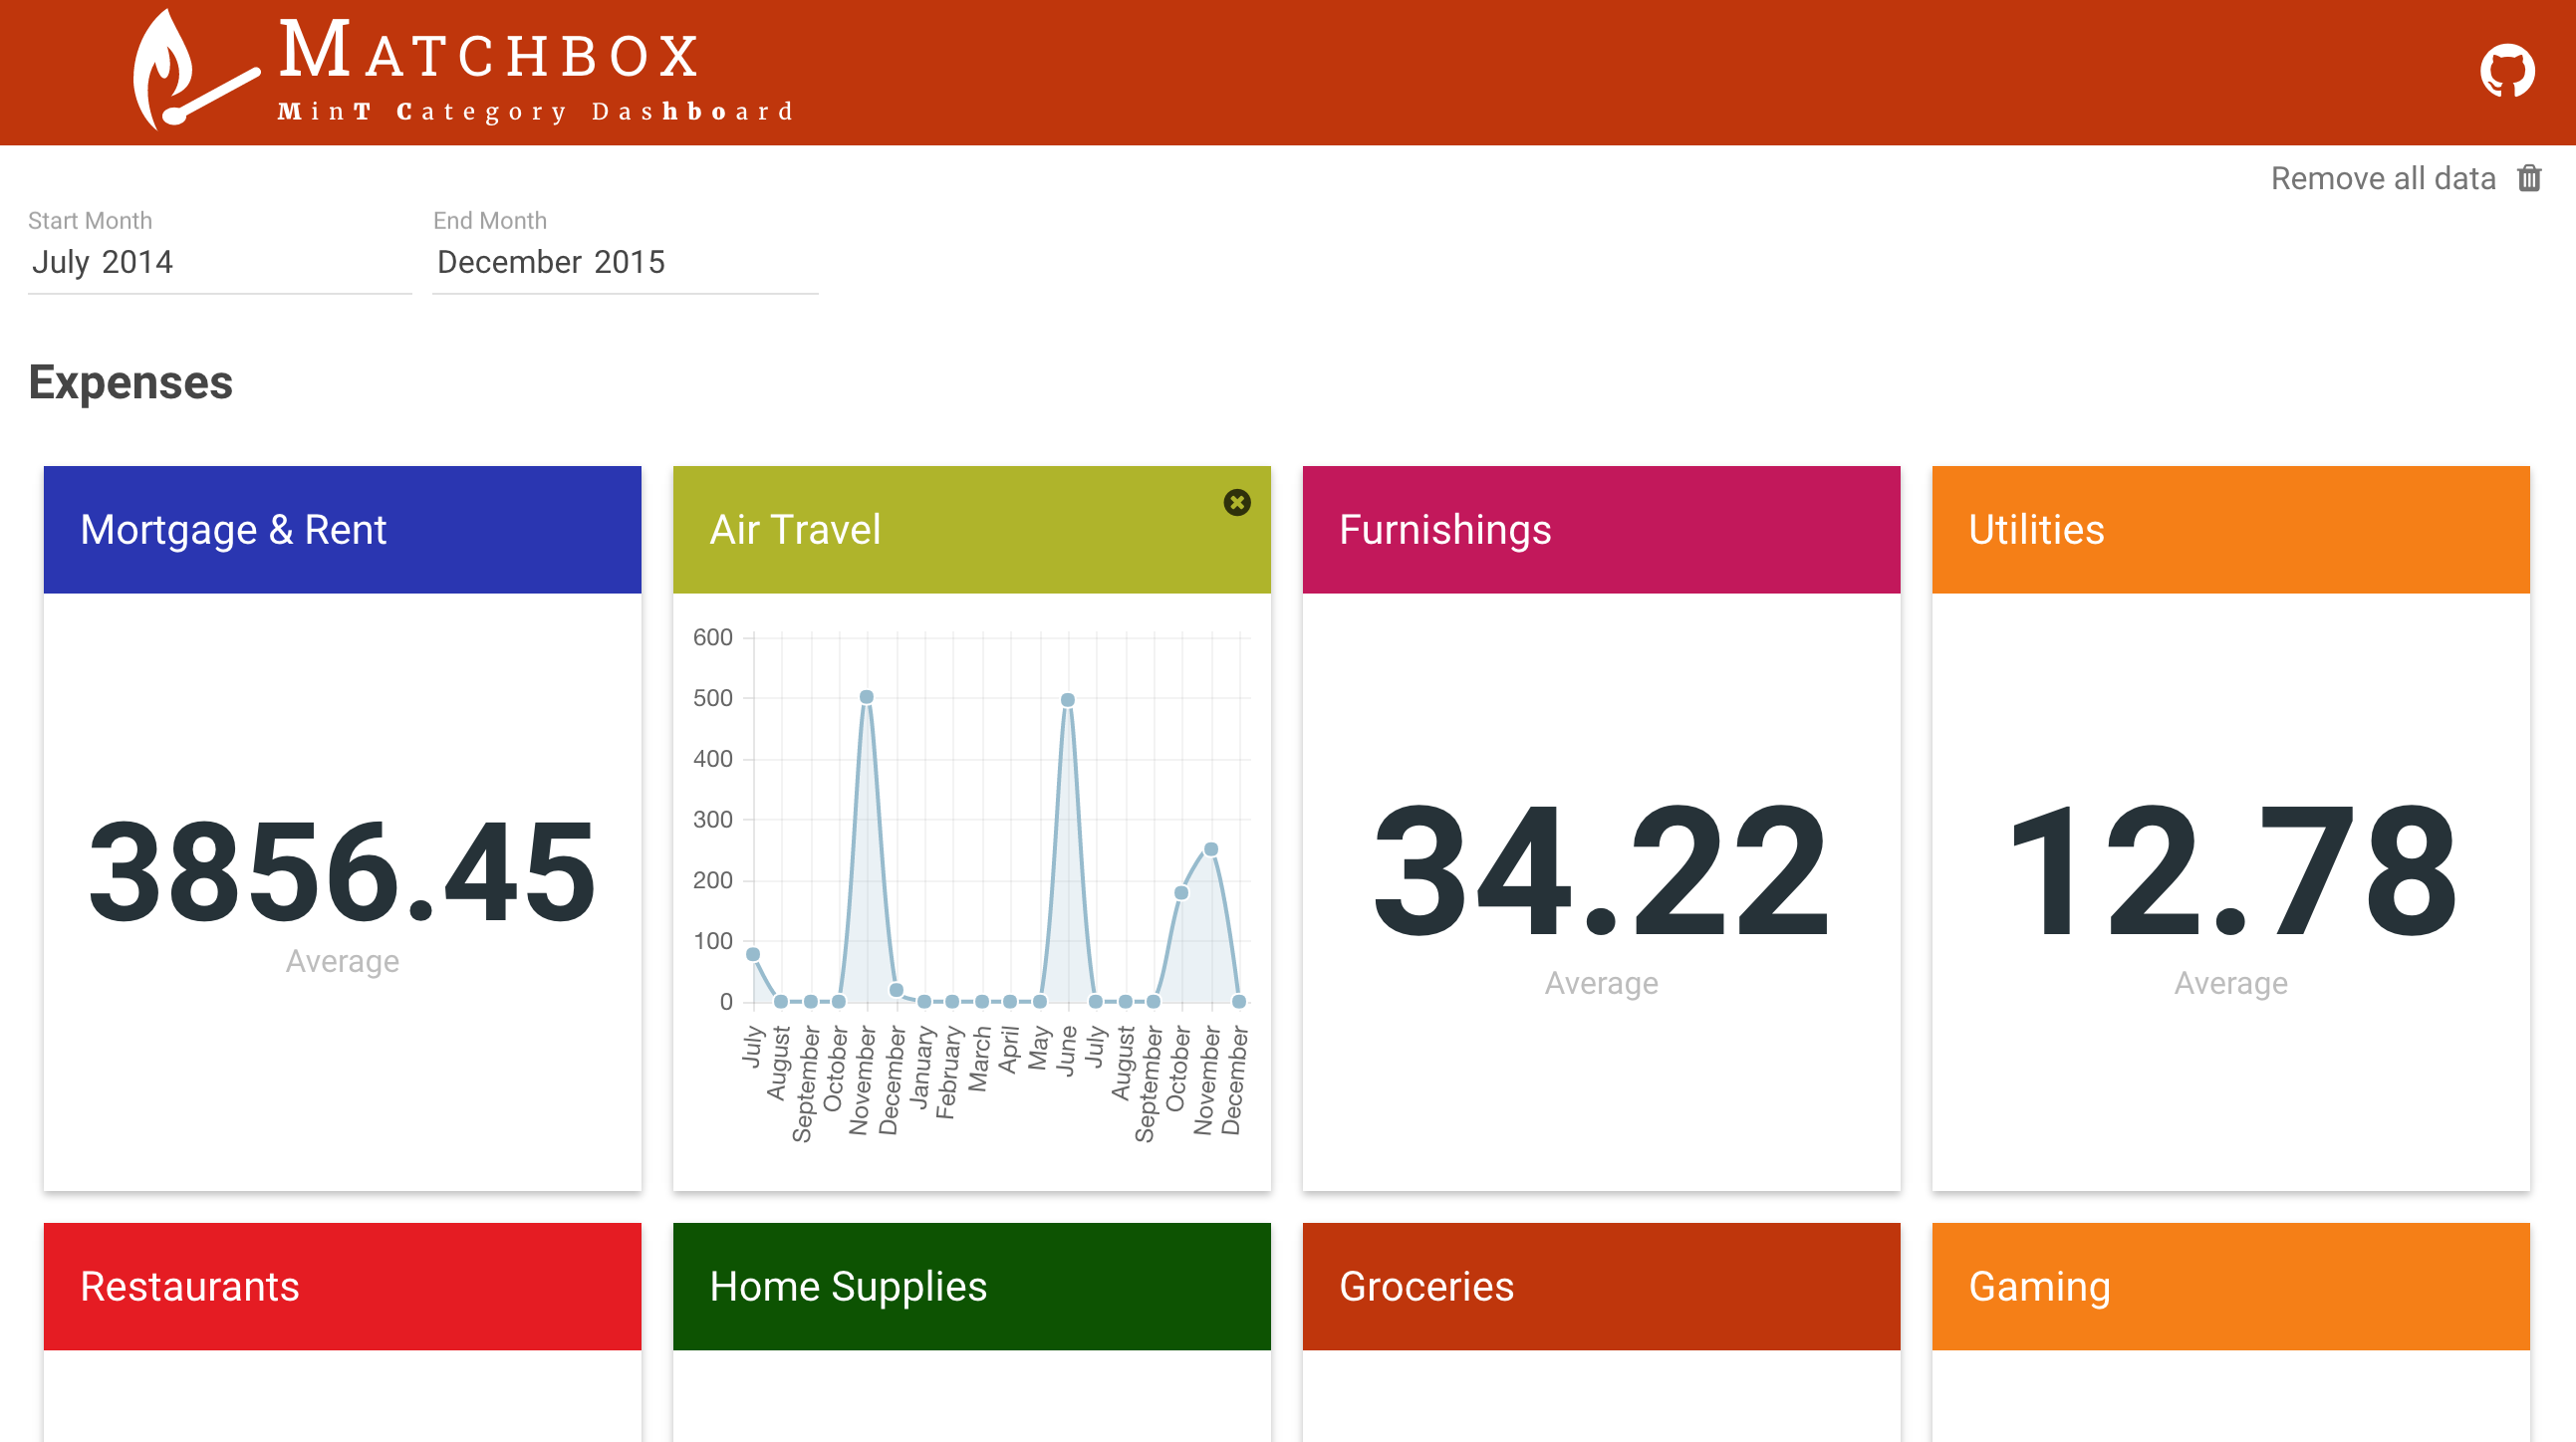 MATCHBOX
MinT Category Dashboard
Remove all data
Start Month
End Month
July 2014
December 2015
Expenses
Mortgage & Rent
3856.45
Average
Air Travel
600
500
400
300
200
100
0
July
August
September
October
November
December
January
February
March
April
May
June
July
August
September
October
November
December
Furnishings
34.22
Average
Utilities
12.78
Average
Restaurants
Home Supplies
Groceries
Gaming